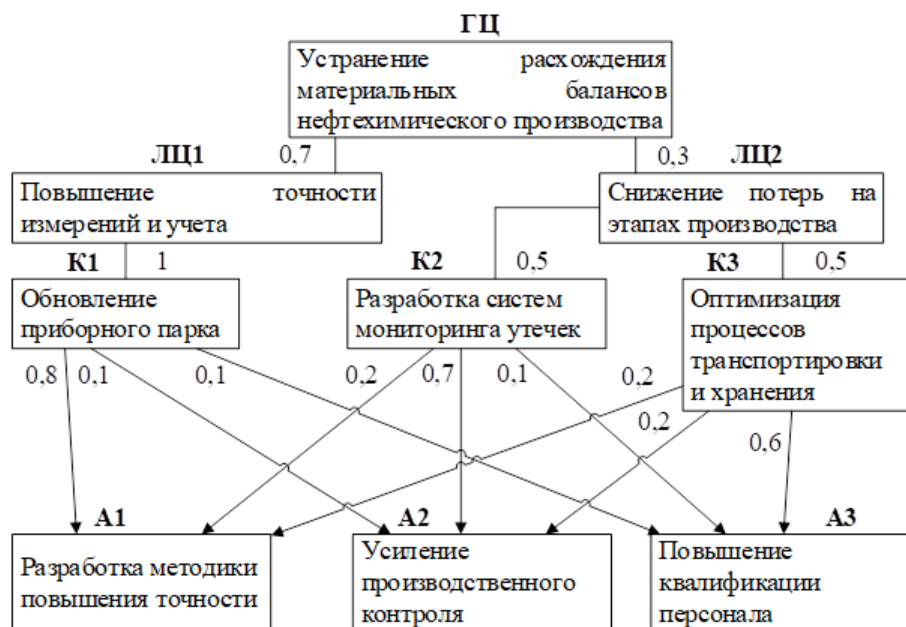 ГЦ
Устранение расхождения
материальных балансов
нефтехимического производства
ЛЦ1 0,7 0,3 ЛЦ2
Повышение точности
измерений и учета
Снижение потерь на
этапах производства
К1 1 К2 0,5 К3 0,5
Обновление
приборного парка
Разработка систем
мониторинга утечек
Оптимизация
процессов
транспортировки
и хранения
0,8 0,1 0,1 0,2 0,7 0,1 0,2
0,2 0,6
А1 А2 А3
Разработка методики
повышения точности
Усиление
производственного
контроля
Повышение
квалификации
персонала